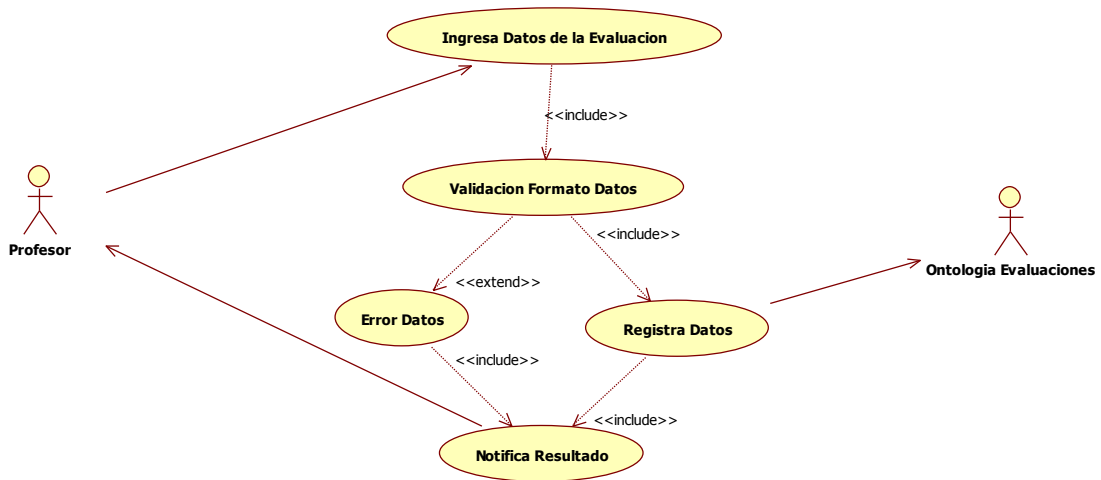 Ingresa Datos de la Evaluacion
<<include>>
Validacion Formato Datos
<<include>>
Profesor
Ontologia Evaluaciones
<<extend>>
Error Datos
Registra Datos
<<include>>
<<include>>
Notifica Resultado